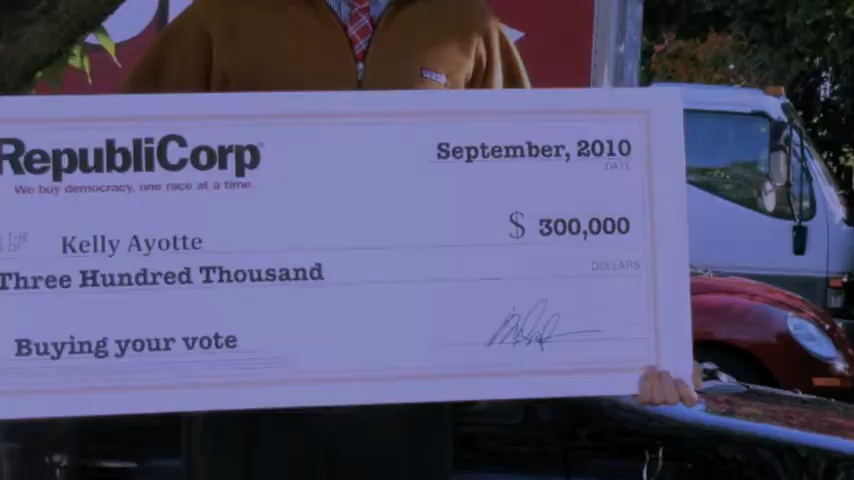 RepubliCorp
We buy democracy, one race at a time.
September, 2010
DATE
Kelly Ayotte
$ 300,000
Three Hundred Thousand
DOLLARS
Buying your vote